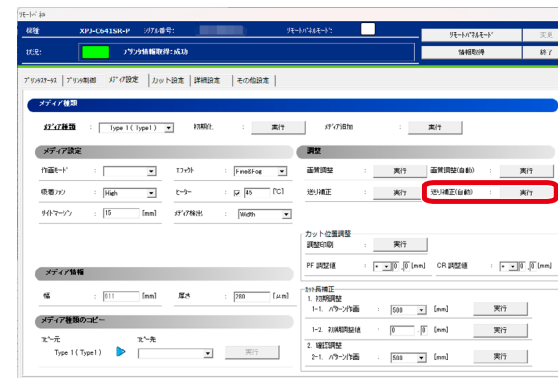 リモートパネル
機種 XPJ-C641SR-P シリアル番号: リモートパネルモード: リモートパネルモード 変更
状況: プリンタ情報取得:成功 情報取得 終了
プリンタステータス プリンタ制御 メディア設定 カット設定 詳細設定 その他設定
メディア種類
メディア種類 : Type 1 ( Type1 ) 初期化 : 実行 メディア追加 : 実行
メディア設定
作画モード : エフェクト : Fine&Fog
吸着ファン : High ヒーター : 45 [℃]
サイドマージン : 15 [mm] メディア検出 : Width
調整
画質調整 : 実行 画質調整(自動) : 実行
送り補正 : 実行 送り補正(自動) : 実行
カット位置調整
調整印刷 : 実行
PF 調整値 : + 0 . 0 [mm] CR 調整値 : + 0 . 0 [mm]
メディア情報
幅 : 811 [mm] 厚さ : 280 [μm]
メディア種類のコピー
コピー元 コピー先
Type 1 ( Type1 ) 実行
カット長補正
1. 初期調整
1-1. パターン作画 : 500 [mm] 実行
1-2. 初期調整値 : 0 . 0 [mm] 実行
2. 確認調整
2-1. パターン作画 : 500 [mm] 実行